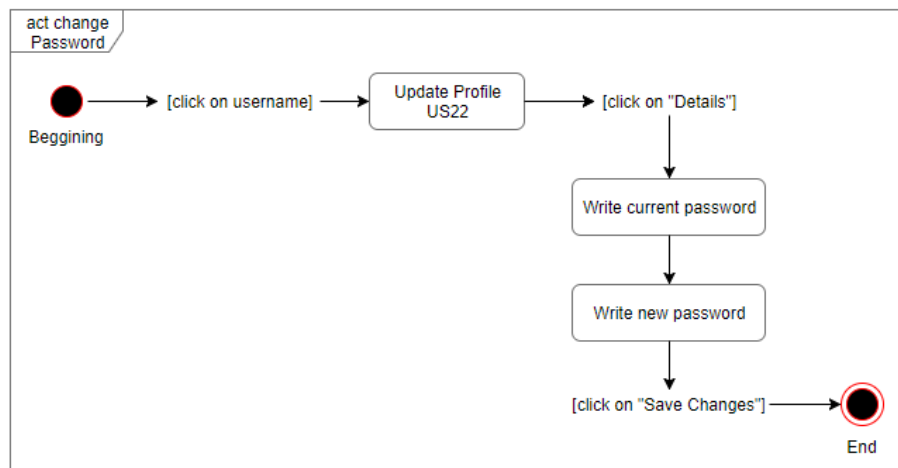 act change
Password
[click on username]
Update Profile
US22
[click on "Details"]
Beggining
Write current password
Write new password
[click on "Save Changes"]
End